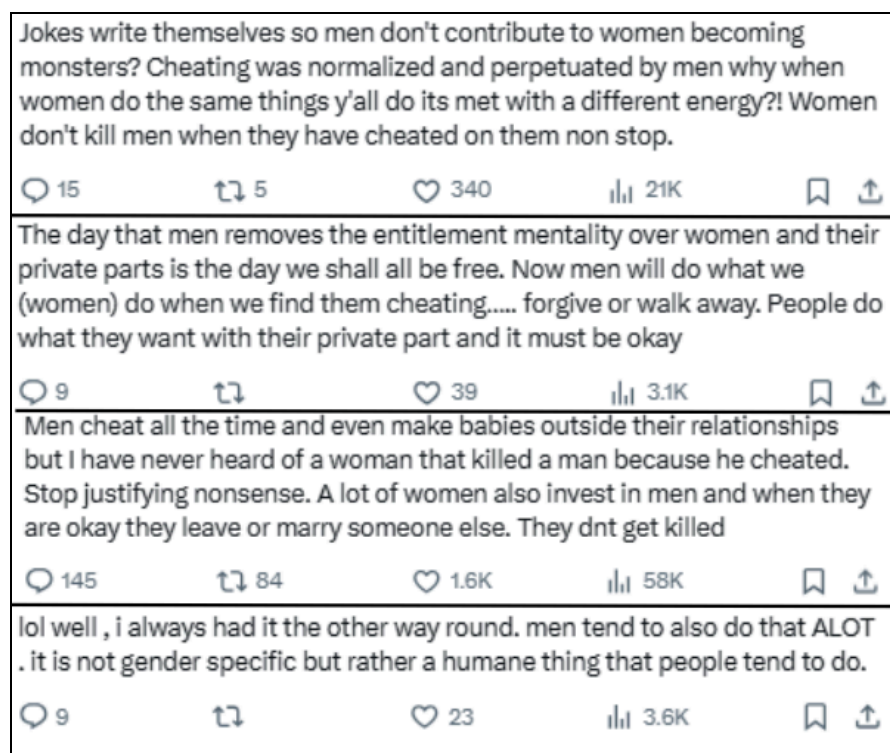 Jokes write themselves so men don't contribute to women becoming
monsters? Cheating was normalized and perpetuated by men why when
women do the same things y'all do its met with a different energy?! Women
don't kill men when they have cheated on them non stop.
15 5 340 21K
The day that men removes the entitlement mentality over women and their
private parts is the day we shall all be free. Now men will do what we
(women) do when we find them cheating..... forgive or walk away. People do
what they want with their private part and it must be okay
9 39 3.1K
Men cheat all the time and even make babies outside their relationships
but I have never heard of a woman that killed a man because he cheated.
Stop justifying nonsense. A lot of women also invest in men and when they
are okay they leave or marry someone else. They dnt get killed
145 84 1.6K 58K
lol well , i always had it the other way round. men tend to also do that ALOT
. it is not gender specific but rather a humane thing that people tend to do.
9 23 3.6K